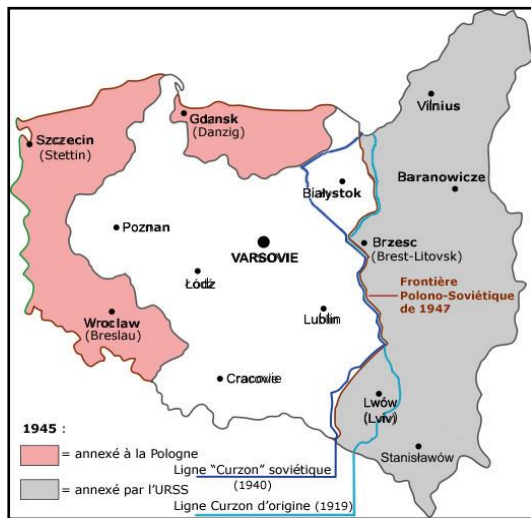 Vilnius
Gdansk
(Danzig)
Szczecin
(Stettin)
Białystok
Baranowicze
Poznan
VARSOVIE
Brzesc
(Brest-Litovsk)
Łódź
Frontière
Polono-Soviétique
de 1947
Lublin
Wroclaw
(Breslau)
Cracovie
Lwów
(Lviv)
1945 :
= annexé à la Pologne
Stanisławów
Ligne "Curzon" soviétique
(1940)
= annexé par l'URSS
Ligne Curzon d'origine (1919)